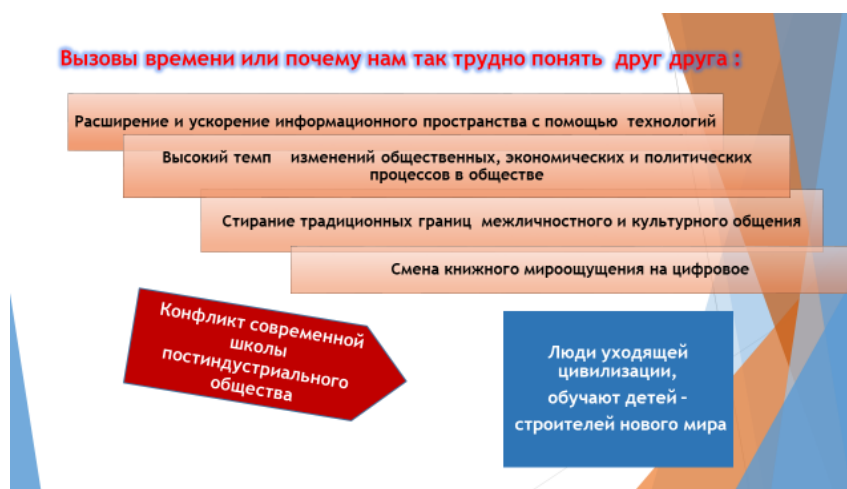 Вызовы времени или почему нам так трудно понять друг друга :
Расширение и ускорение информационного пространства с помощью технологий
Высокий темп изменений общественных, экономических и политических
процессов в обществе
Стирание традиционных границ межличностного и культурного общения
Смена книжного мироощущения на цифровое
Конфликт современной
школы
постиндустриального
общества
Люди уходящей
цивилизации,
обучают детей –
строителей нового мира